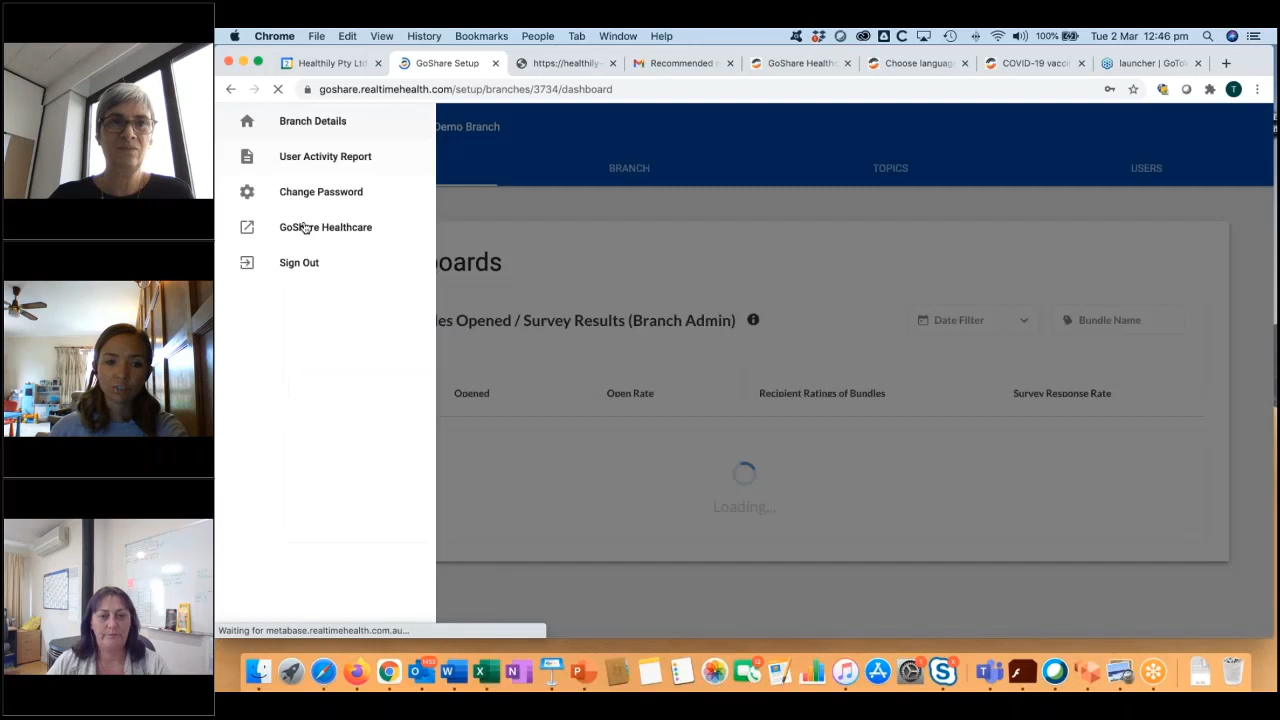 Chrome File Edit View History Bookmarks People Tab Window Help 100% Tue 2 Mar 12:46 pm
Healthily Pty Ltd GoShare Setup https://healthily- Recommended GoShare Health Choose language COVID-19 vacci launcher | GoTo
goshare.realtimehealth.com/setup/branches/3734/dashboard T
Branch Details
Demo Branch
User Activity Report
BRANCH TOPICS USERS
Change Password
GoShare Healthcare
Sign Out
boards
les Opened / Survey Results (Branch Admin) Date Filter Bundle Name
Opened Open Rate Recipient Ratings of Bundles Survey Response Rate
Loading...
Waiting for metabase.realtimehealth.com.au...